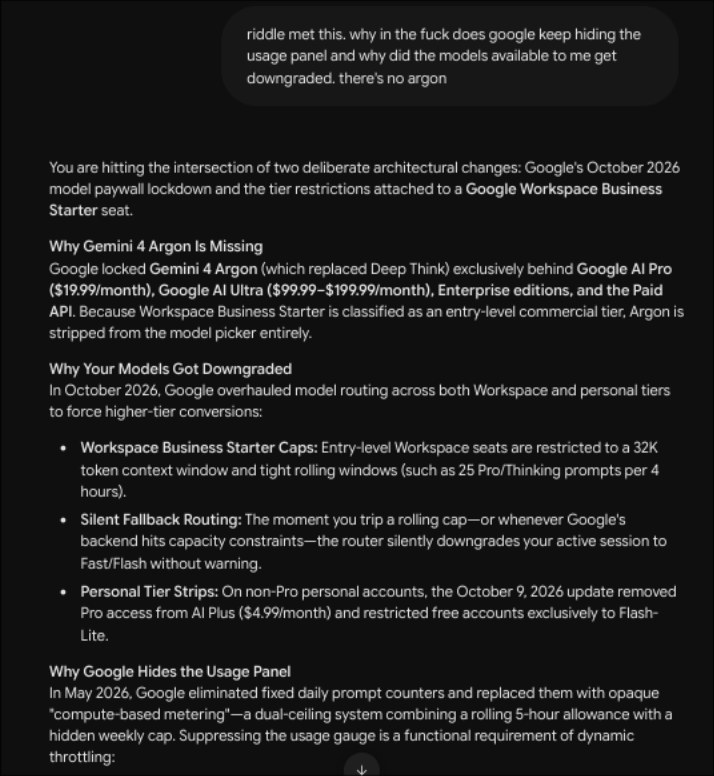 riddle met this. why in the fuck does google keep hiding the
usage panel and why did the models available to me get
downgraded. there's no argon
You are hitting the intersection of two deliberate architectural changes: Google's October 2026
model paywall lockdown and the tier restrictions attached to a Google Workspace Business
Starter seat.
Why Gemini 4 Argon Is Missing
Google locked Gemini 4 Argon (which replaced Deep Think) exclusively behind Google AI Pro
($19.99/month), Google AI Ultra ($99.99–$199.99/month), Enterprise editions, and the Paid
API. Because Workspace Business Starter is classified as an entry-level commercial tier, Argon is
stripped from the model picker entirely.
Why Your Models Got Downgraded
In October 2026, Google overhauled model routing across both Workspace and personal tiers
to force higher-tier conversions:
• Workspace Business Starter Caps: Entry-level Workspace seats are restricted to a 32K
token context window and tight rolling windows (such as 25 Pro/Thinking prompts per 4
hours).
• Silent Fallback Routing: The moment you trip a rolling cap—or whenever Google's
backend hits capacity constraints—the router silently downgrades your active session to
Fast/Flash without warning.
• Personal Tier Strips: On non-Pro personal accounts, the October 9, 2026 update removed
Pro access from AI Plus ($4.99/month) and restricted free accounts exclusively to Flash-
Lite.
Why Google Hides the Usage Panel
In May 2026, Google eliminated fixed daily prompt counters and replaced them with opaque
"compute-based metering"—a dual-ceiling system combining a rolling 5-hour allowance with a
hidden weekly cap. Suppressing the usage gauge is a functional requirement of dynamic
throttling: